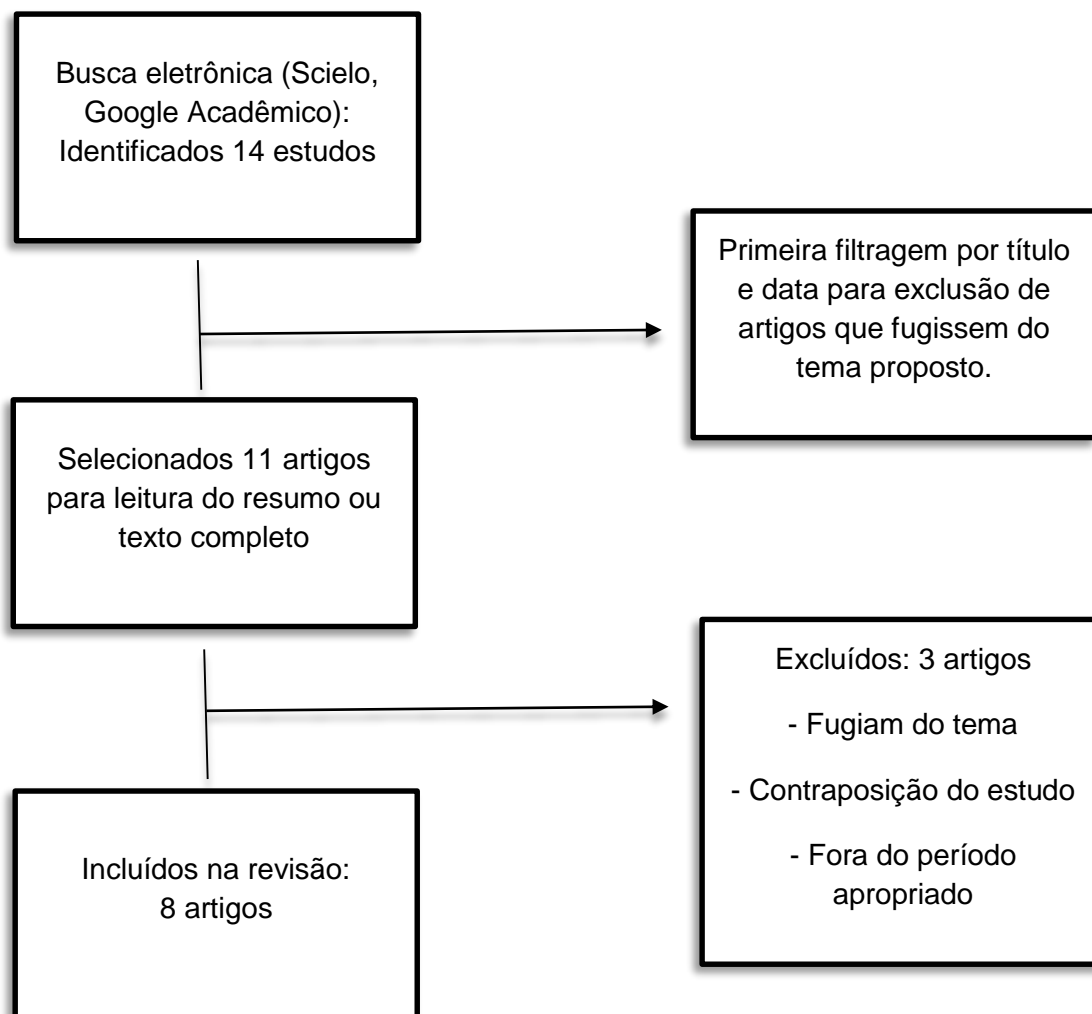 Busca eletrônica (Scielo,
Google Acadêmico):
Identificados 14 estudos
Primeira filtragem por título
e data para exclusão de
artigos que fugissem do
tema proposto.
Selecionados 11 artigos
para leitura do resumo ou
texto completo
Excluídos: 3 artigos
- Fugiam do tema
- Contraposição do estudo
- Fora do período
apropriado
Incluídos na revisão:
8 artigos